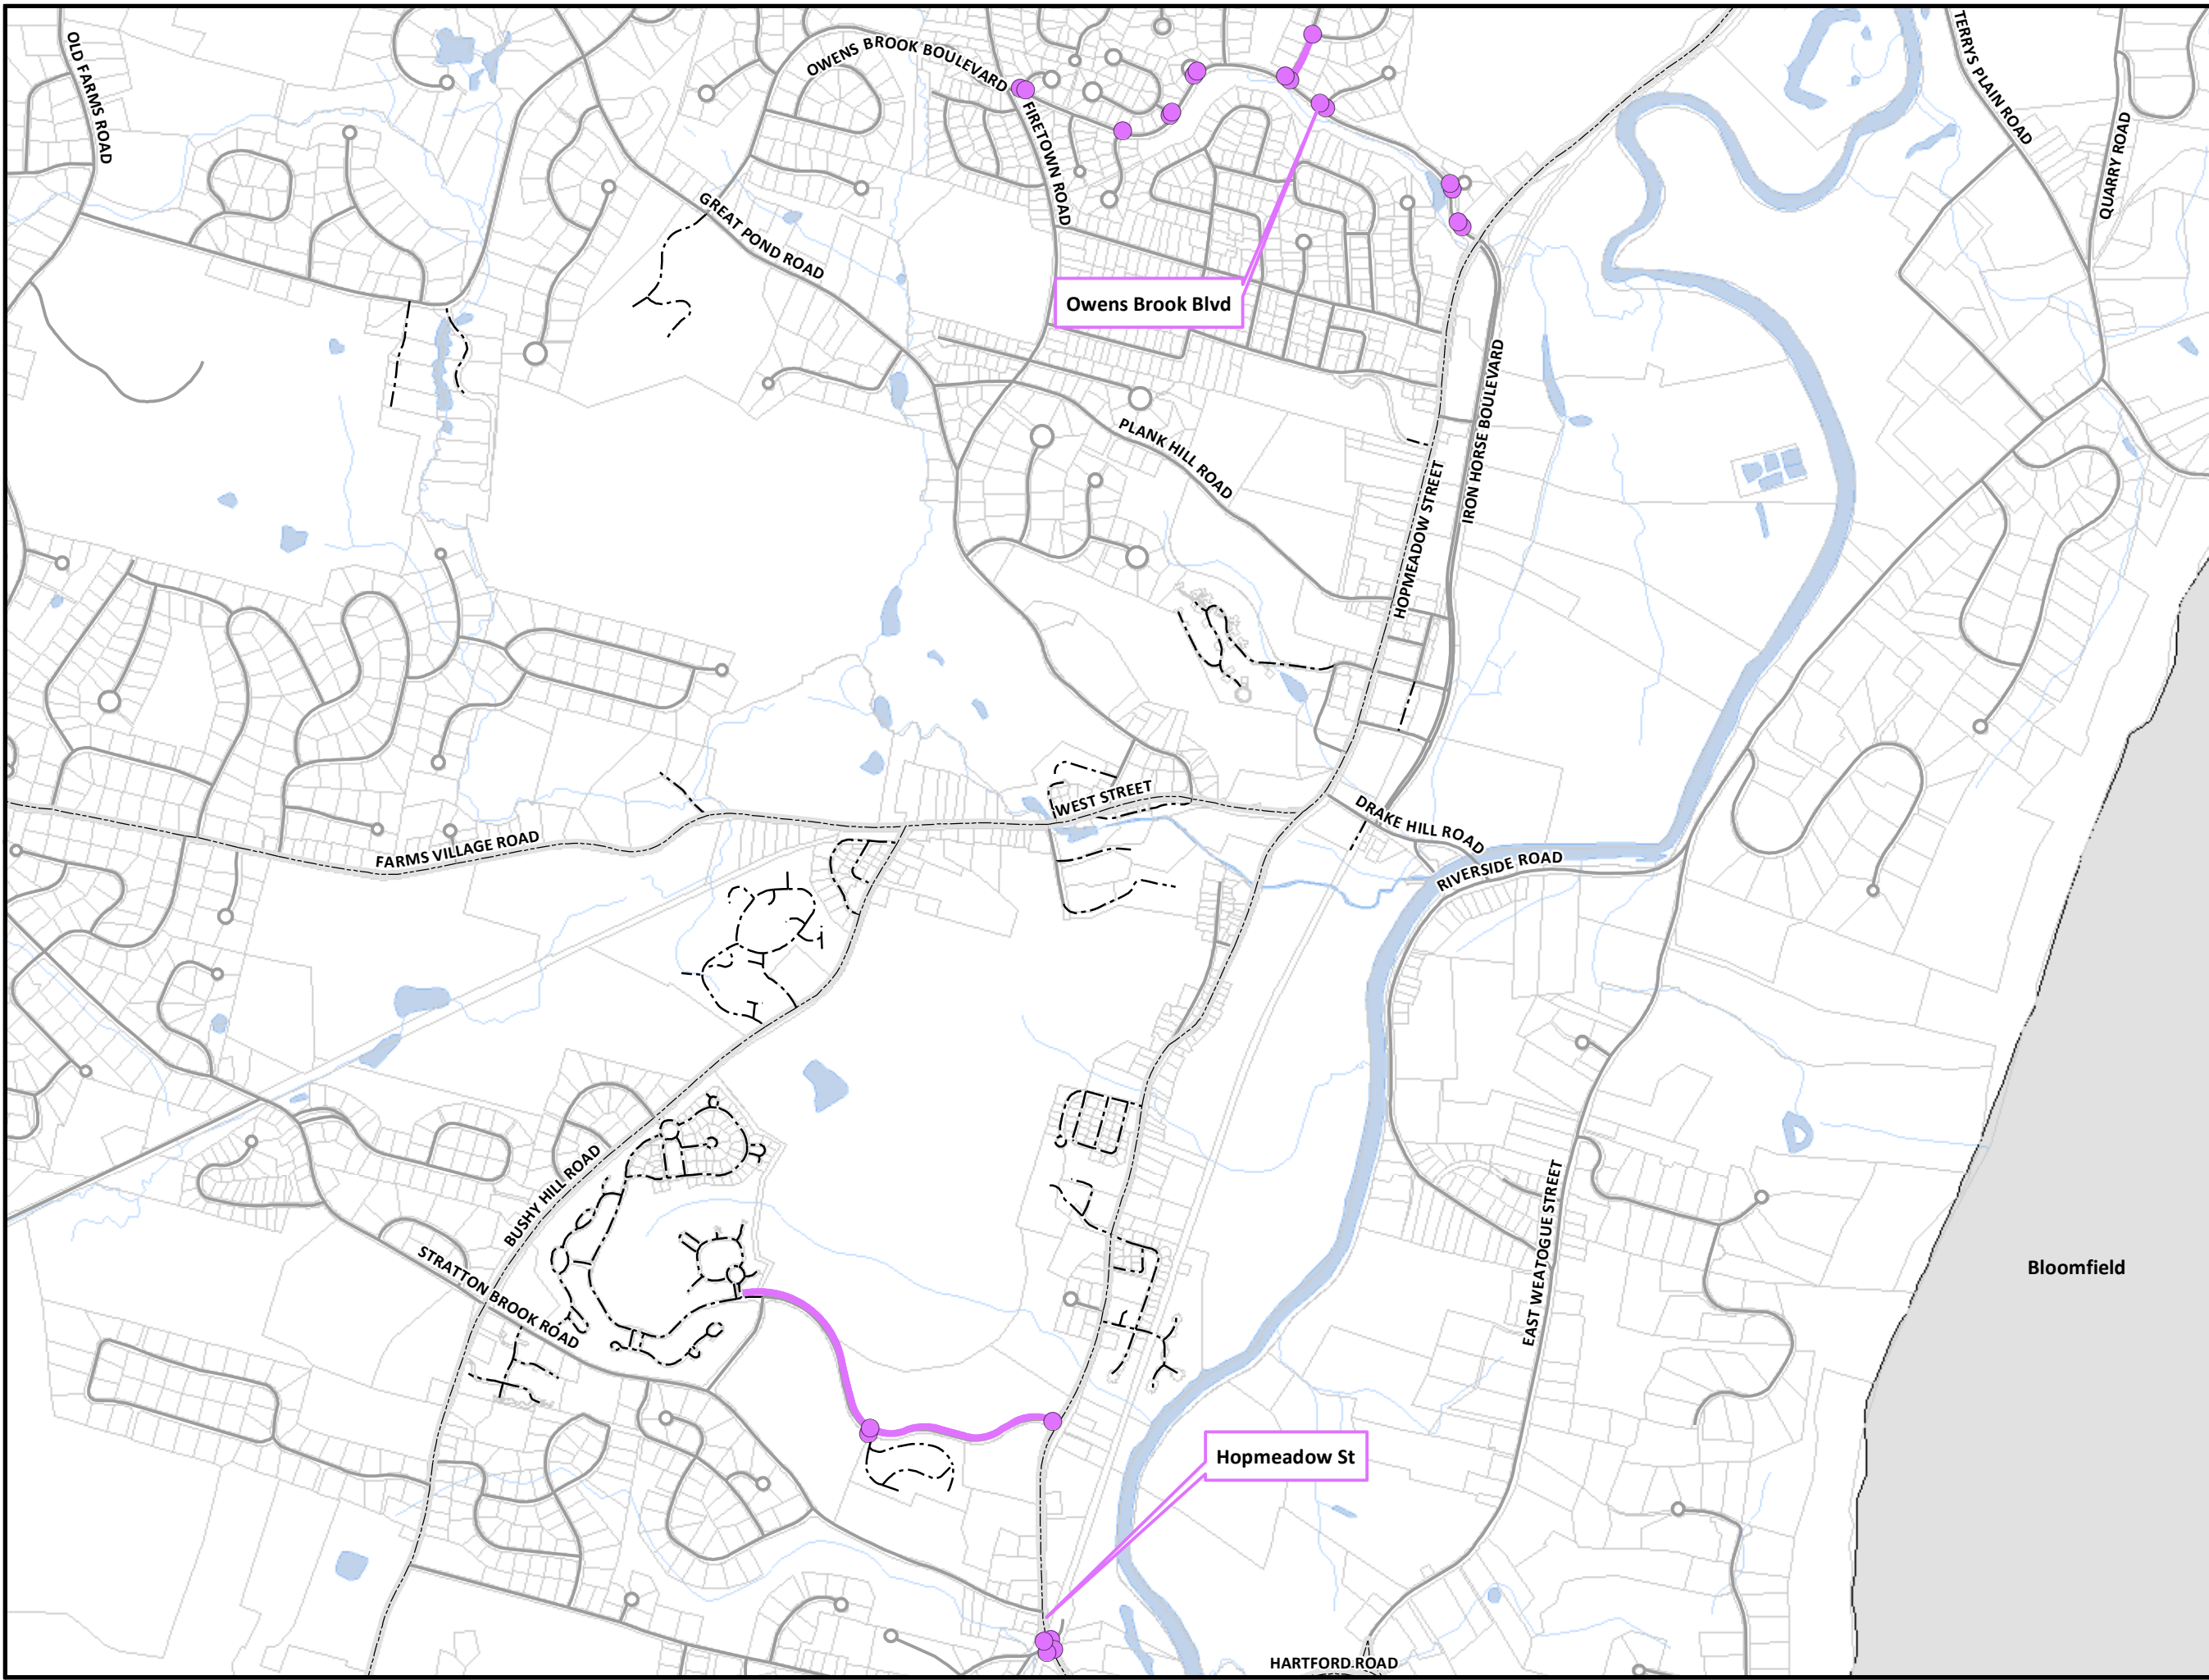 OLD FARMS ROAD
OWENS BROOK BOULEVARD
TERRYS PLAIN ROAD
QUARRY ROAD
FIRETOWN ROAD
GREAT POND ROAD
Owens Brook Blvd
PLANK HILL ROAD
HOPMEADOW STREET
IRON HORSE BOULEVARD
WEST STREET
DRAKE HILL ROAD
FARMS VILLAGE ROAD
RIVERSIDE ROAD
BUSHY HILL ROAD
STRATTON BROOK ROAD
EAST WEATOGUE STREET
Bloomfield
Hopmeadow St
HARTFORD ROAD